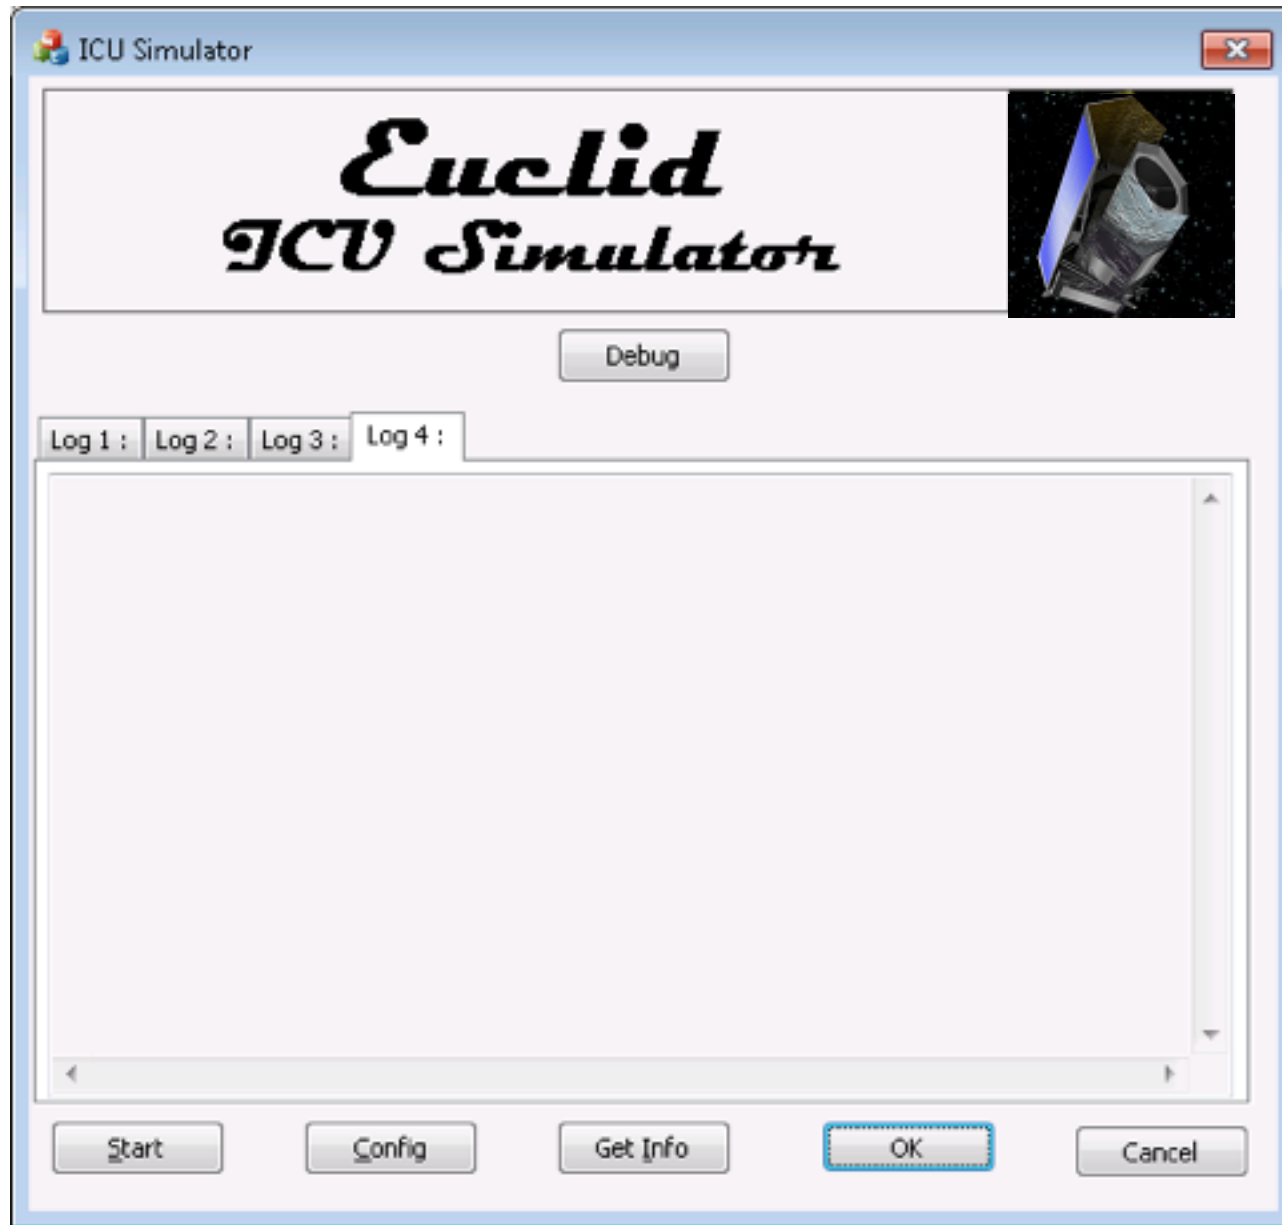 ICU Simulator
Euclid
ICU Simulator
Debug
Log 1 : Log 2 : Log 3 : Log 4 :
Start Config Get Info OK Cancel